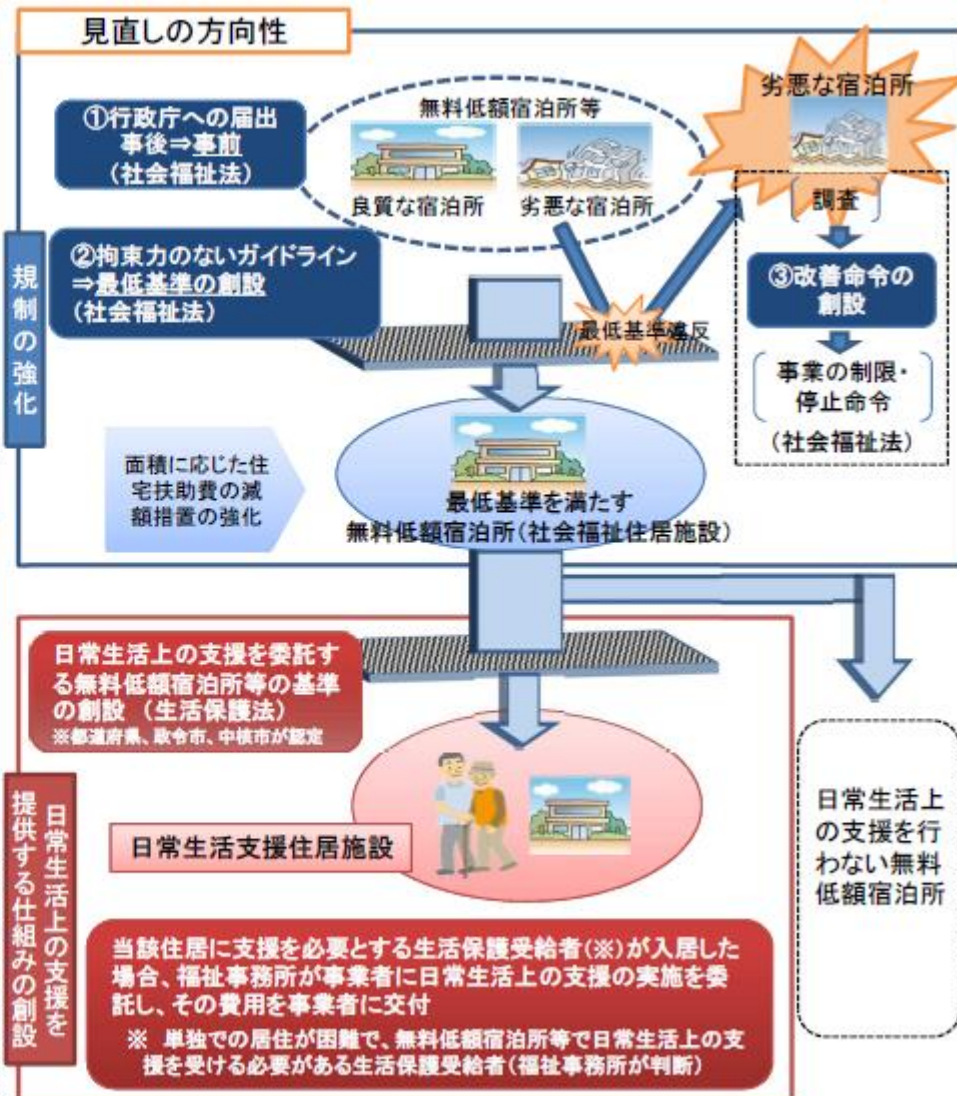 見直しの方向性
①行政庁への届出
事後⇒事前
(社会福祉法)
無料低額宿泊所等
良質な宿泊所
劣悪な宿泊所
劣悪な宿泊所
調査
③改善命令の
創設
事業の制限・
停止命令
(社会福祉法)
規制の強化
②拘束力のないガイドライン
⇒最低基準の創設
(社会福祉法)
最低基準違反
面積に応じた住
宅扶助費の減
額措置の強化
最低基準を満たす
無料低額宿泊所(社会福祉住居施設)
日常生活上の支援を委託す
る無料低額宿泊所等の基準
の創設 (生活保護法)
※都道府県、政令市、中核市が認定
日常生活上の支援を
提供する仕組みの創設
日常生活支援住居施設
日常生活上
の支援を行
わない無料
低額宿泊所
当該住居に支援を必要とする生活保護受給者(※)が入居した
場合、福祉事務所が事業者に日常生活上の支援の実施を委
託し、その費用を事業者に交付
※ 単独での居住が困難で、無料低額宿泊所等で日常生活上の支
援を受ける必要がある生活保護受給者(福祉事務所が判断)